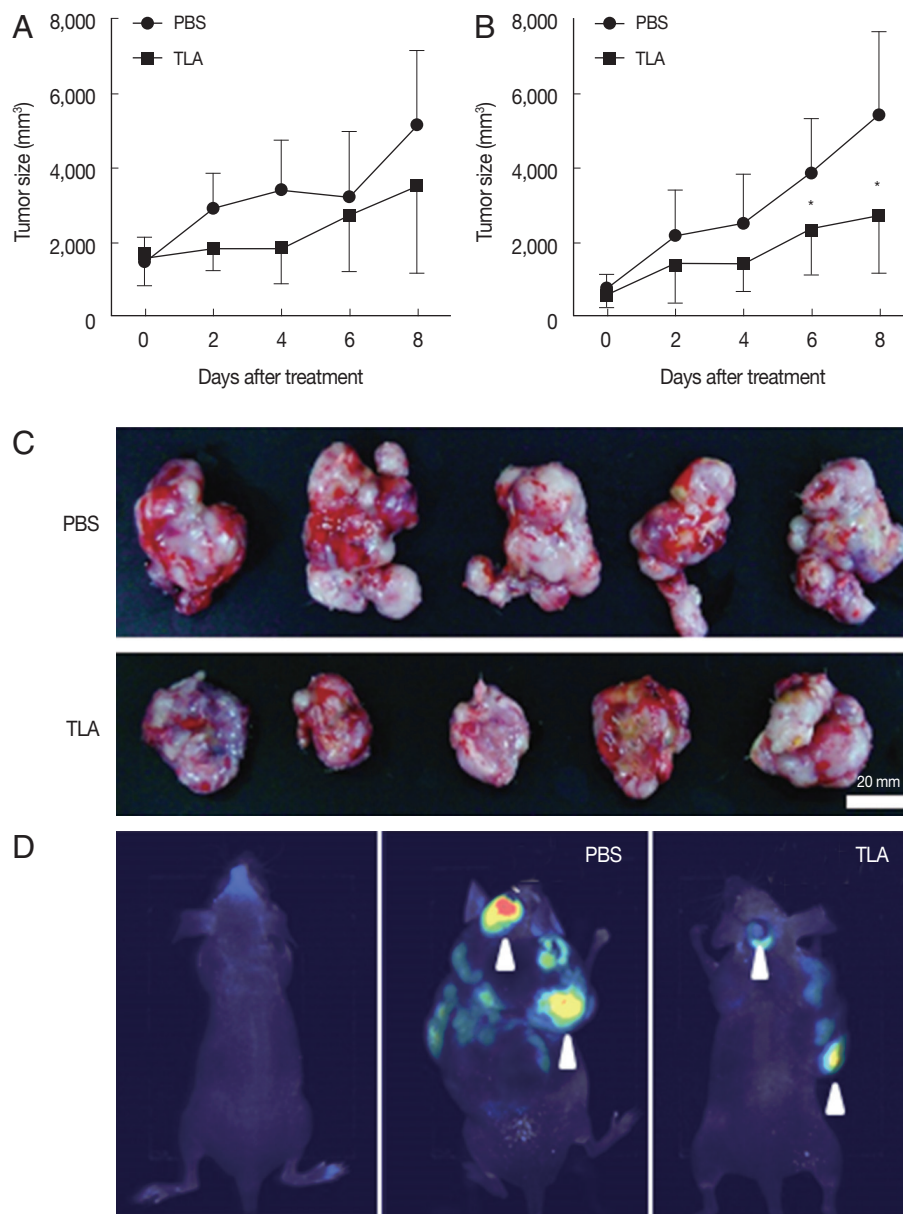 A
PBS
TLA
Tumor size (mm³)
8,000
6,000
4,000
2,000
0
0 2 4 6 8
Days after treatment
B
PBS
TLA
Tumor size (mm³)
8,000
6,000
4,000
2,000
0
*
*
0 2 4 6 8
Days after treatment
C
PBS
TLA
20 mm
D
PBS
TLA